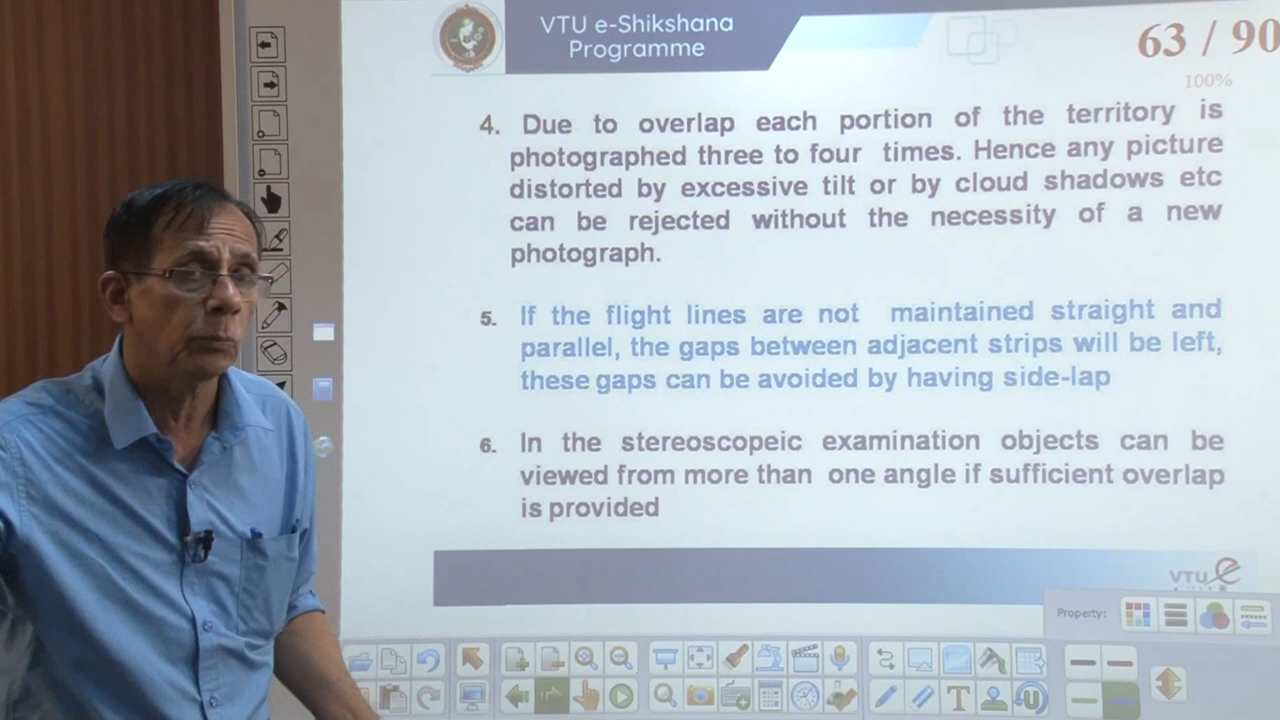 VTU e-Shikshana
Programme
63 / 90
100%
4. Due to overlap each portion of the territory is
photographed three to four times. Hence any picture
distorted by excessive tilt or by cloud shadows etc
can be rejected without the necessity of a new
photograph.
5. If the flight lines are not maintained straight and
parallel, the gaps between adjacent strips will be left,
these gaps can be avoided by having side-lap
6. In the stereoscopeic examination objects can be
viewed from more than one angle if sufficient overlap
is provided
VTU e
Property: